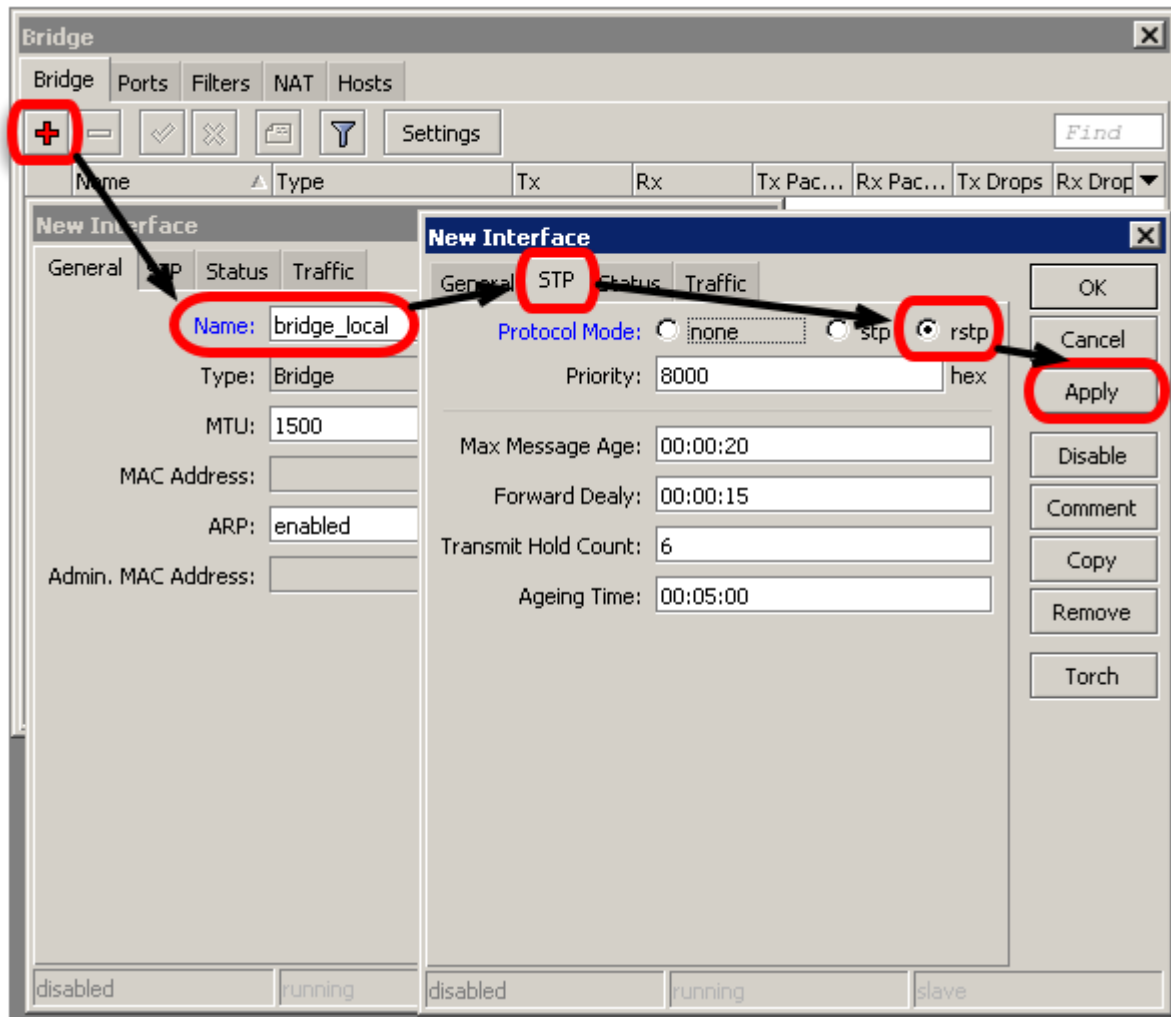 Bridge
Bridge Ports Filters NAT Hosts
Settings Find
Name Type Tx Rx Tx Pac... Rx Pac... Tx Drops Rx Drop
New Interface
General STP Status Traffic
Name: bridge_local
Type: Bridge
MTU: 1500
MAC Address:
ARP: enabled
Admin. MAC Address:
disabled running
New Interface
General STP Status Traffic
Protocol Mode: none stp rstp
Priority: 8000 hex
Max Message Age: 00:00:20
Forward Dealy: 00:00:15
Transmit Hold Count: 6
Ageing Time: 00:05:00
OK
Cancel
Apply
Disable
Comment
Copy
Remove
Torch
disabled running slave